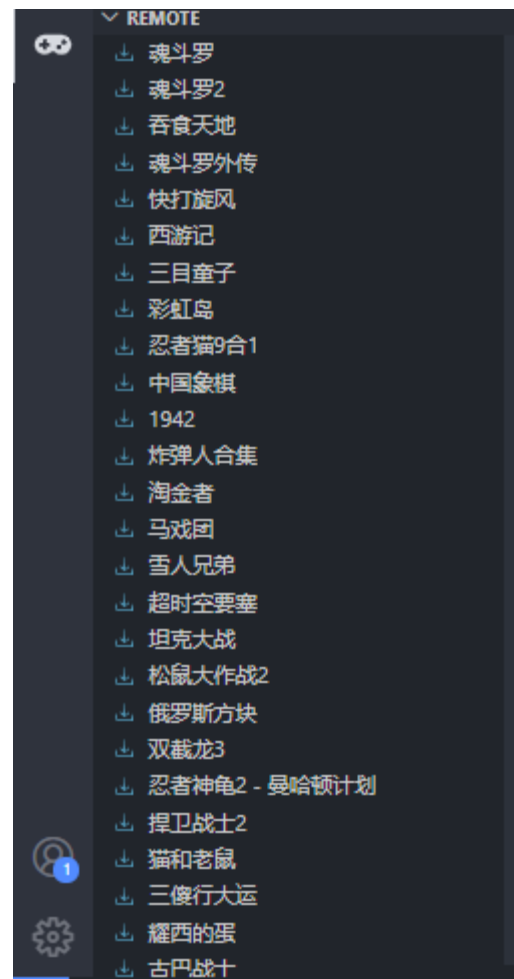 REMOTE
魂斗罗
魂斗罗2
吞食天地
魂斗罗外传
快打旋风
西游记
三目童子
彩虹岛
忍者猫9合1
中国象棋
1942
炸弹人合集
淘金者
马戏团
雪人兄弟
超时空要塞
坦克大战
松鼠大作战2
俄罗斯方块
双截龙3
忍者神龟2 - 曼哈顿计划
捍卫战士2
猫和老鼠
三傻行大运
耀西的蛋
古巴战士
1